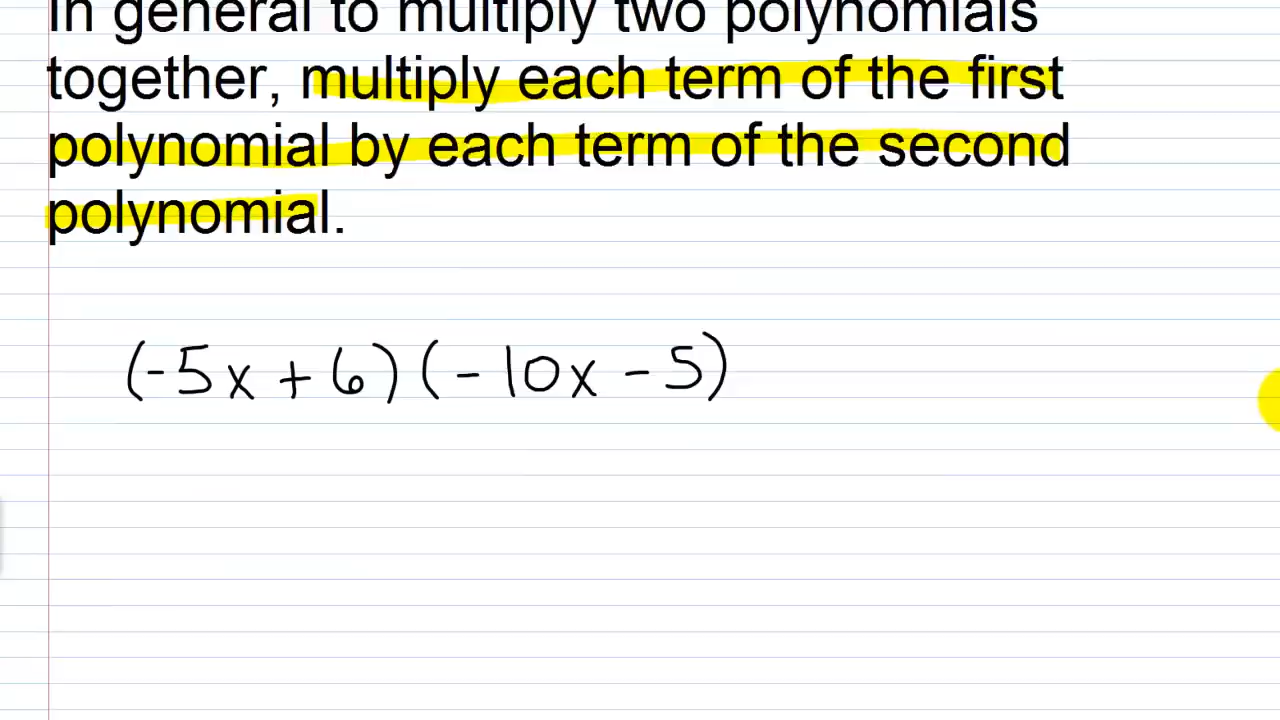 In general to multiply two polynomials
together, multiply each term of the first
polynomial by each term of the second
polynomial.
(-5x + 6) (-10x - 5)